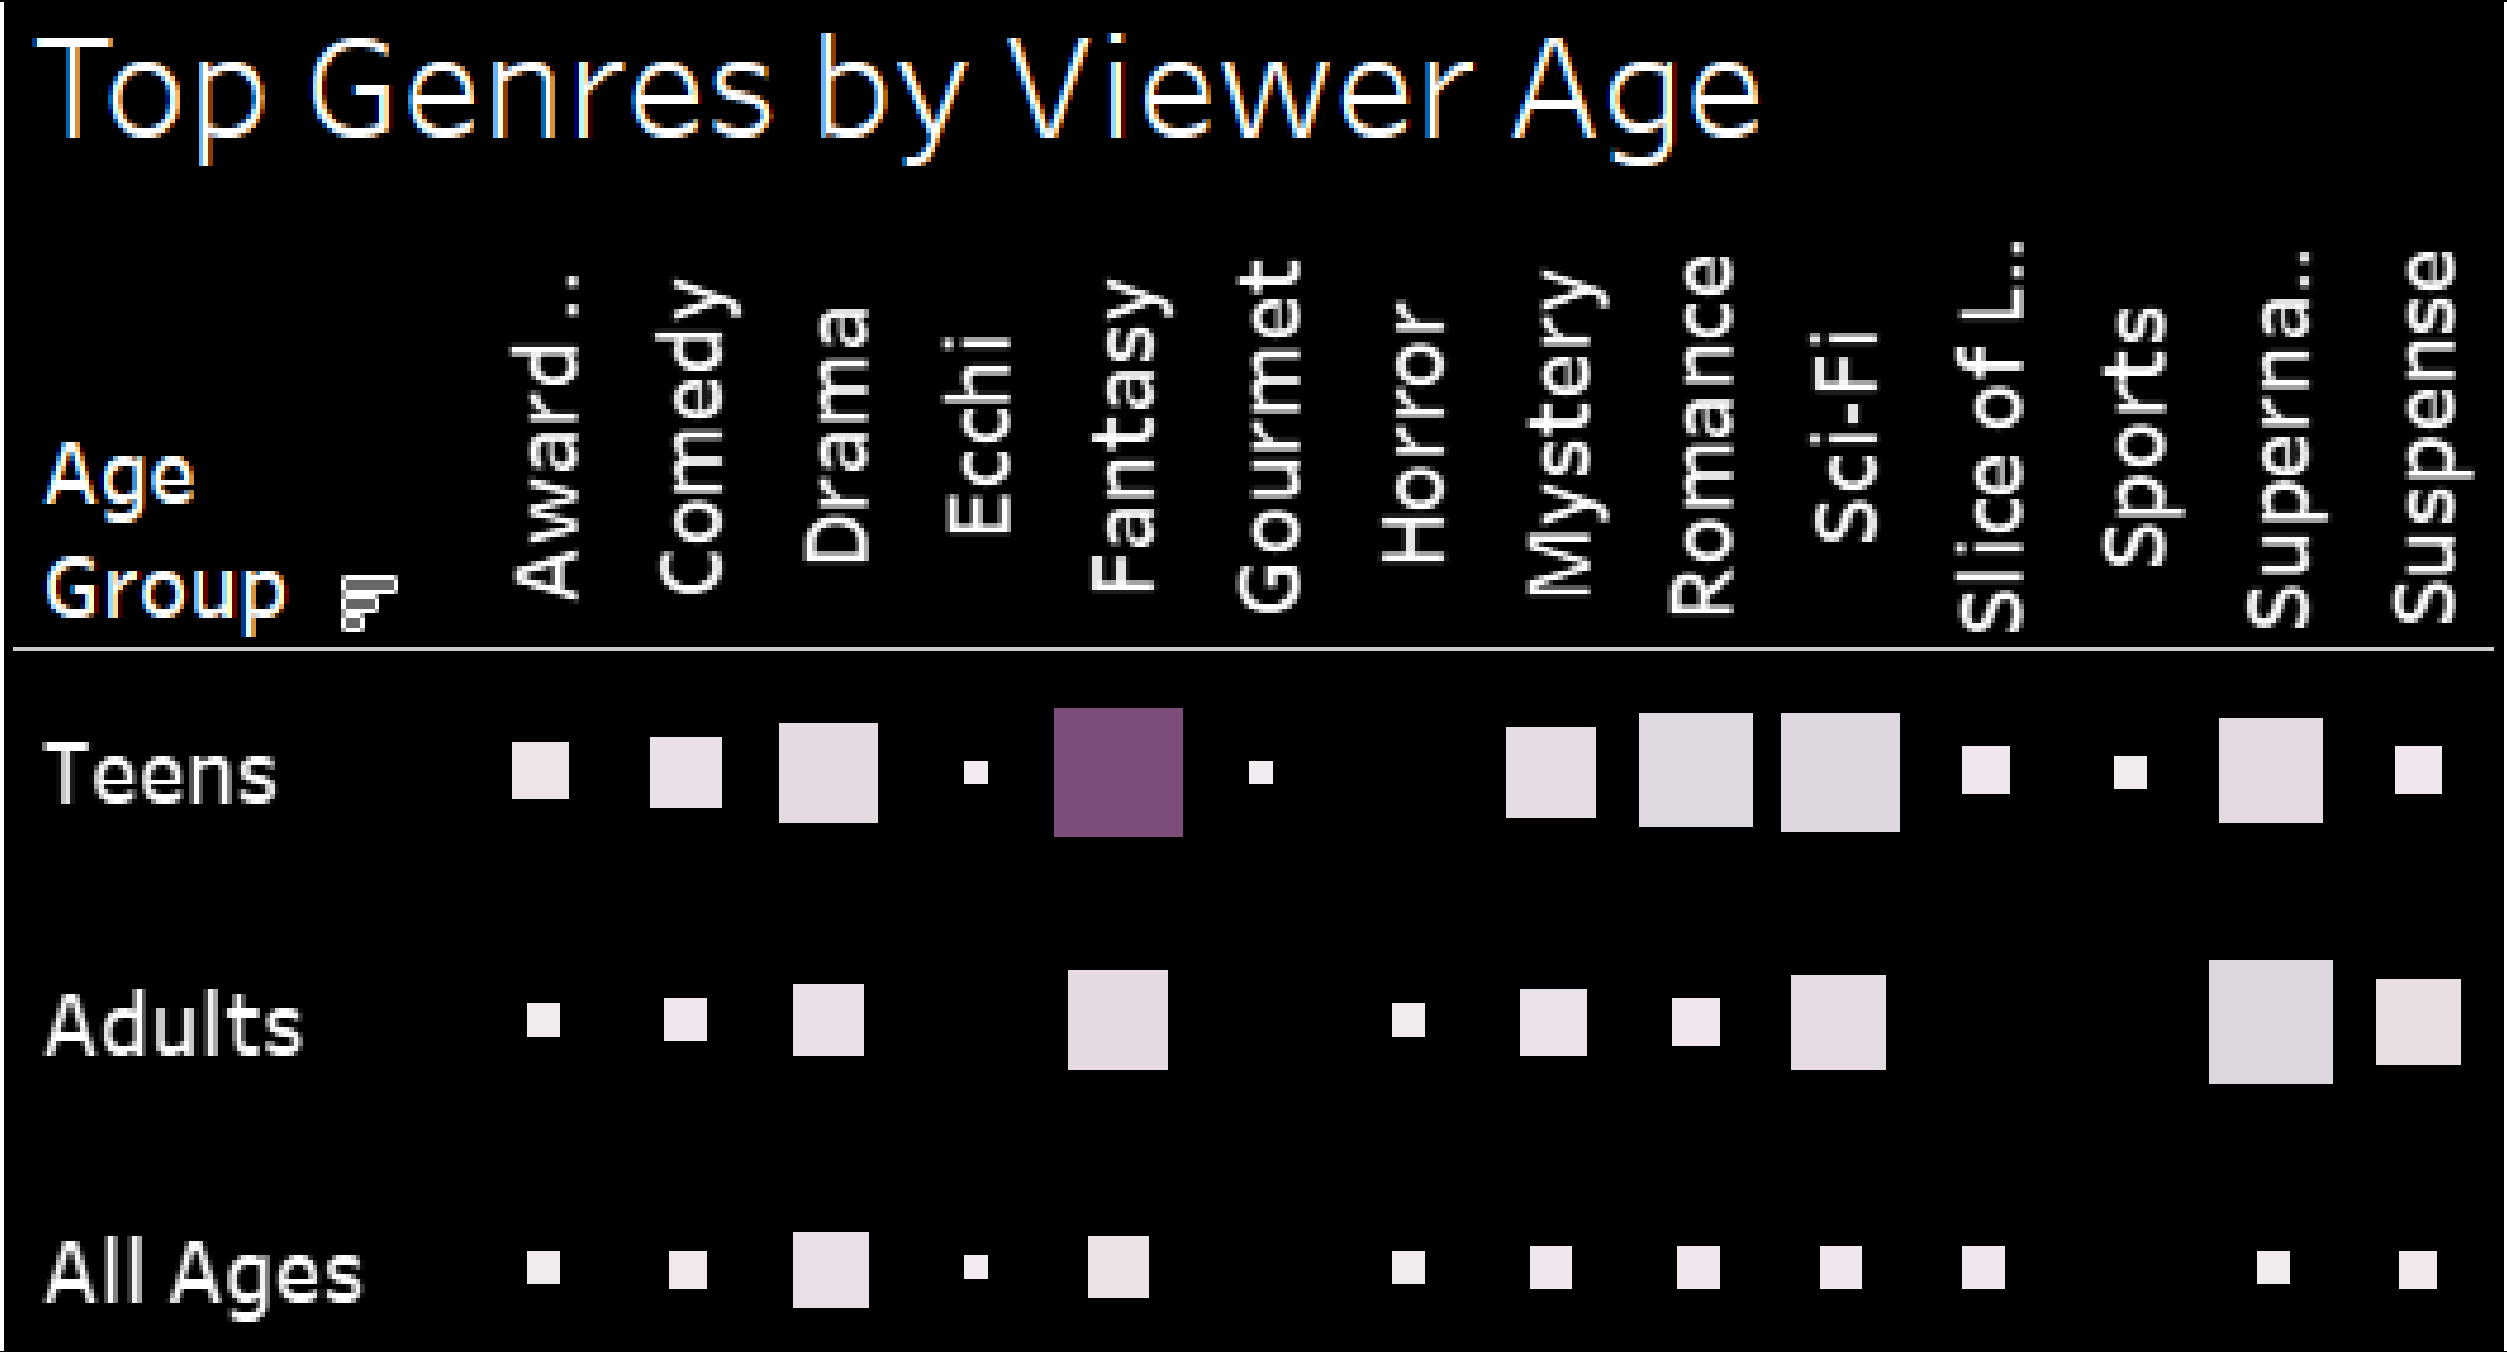 Top Genres by Viewer Age
Age
Group
Award ..
Comedy
Drama
Ecchi
Fantasy
Gourmet
Horror
Mystery
Romance
Sci-Fi
Slice of L..
Sports
Superna..
Suspense
Teens
Adults
All Ages